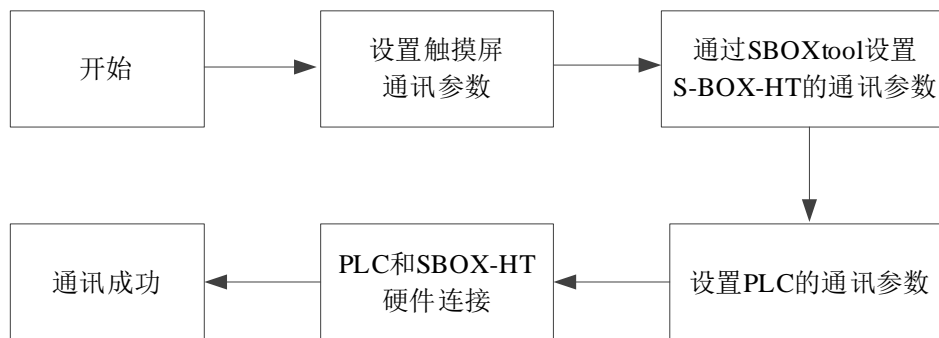 开始
设置触摸屏
通讯参数
通过SBOXtool设置
S-BOX-HT的通讯参数
设置PLC的通讯参数
PLC和SBOX-HT
硬件连接
通讯成功